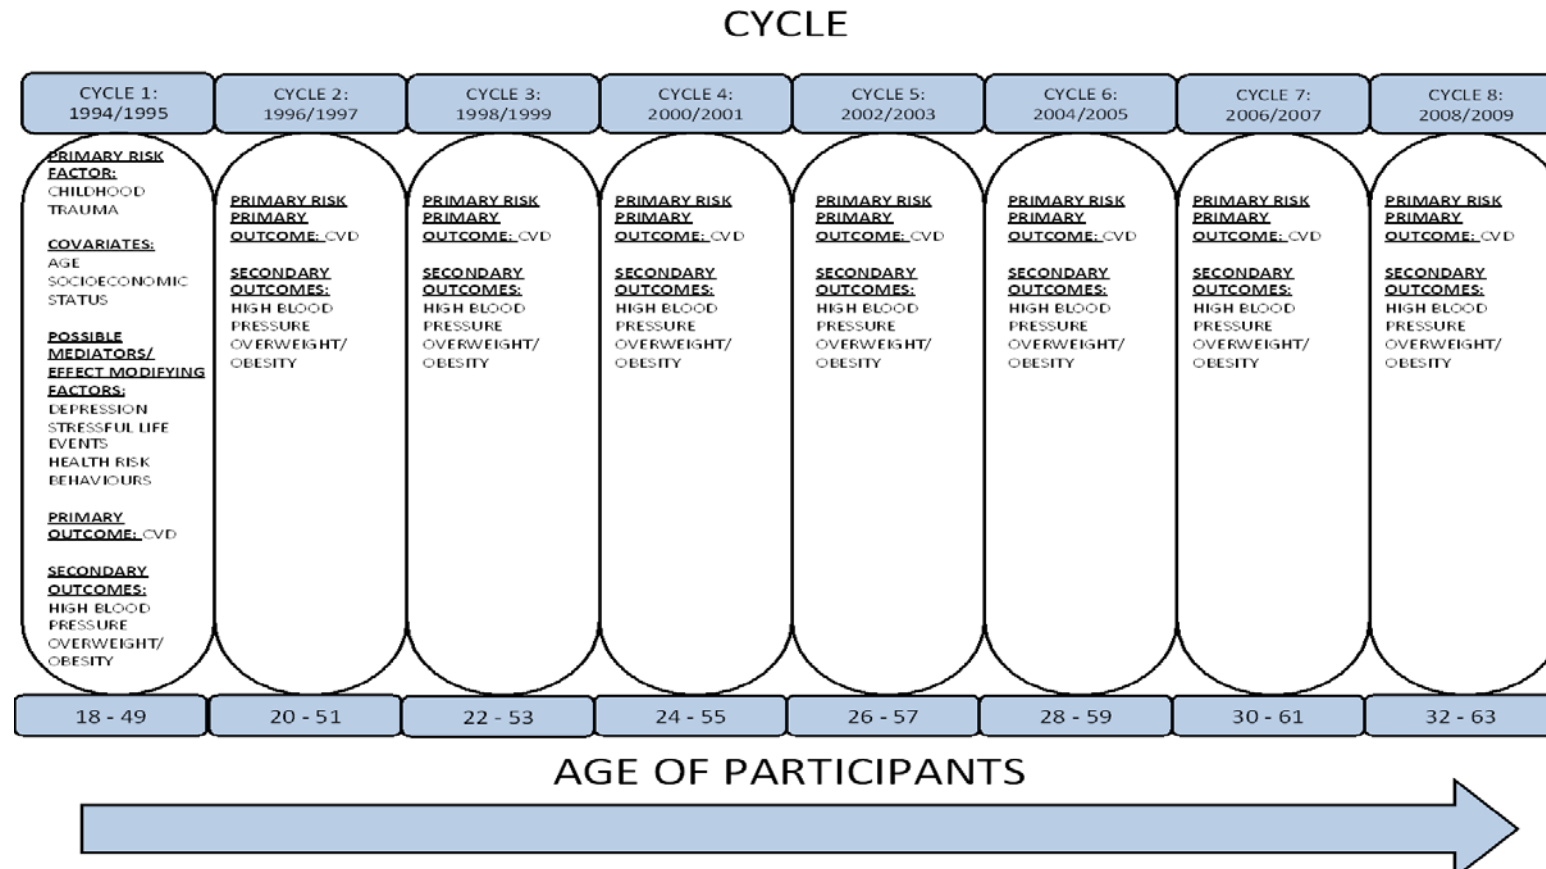 CYCLE
CYCLE 1:
1994/1995
CYCLE 2:
1996/1997
CYCLE 3:
1998/1999
CYCLE 4:
2000/2001
CYCLE 5:
2002/2003
CYCLE 6:
2004/2005
CYCLE 7:
2006/2007
CYCLE 8:
2008/2009
PRIMARY RISK
FACTOR:
CHILDHOOD
TRAUMA
COVARIATES:
AGE
SOCIOECONOMIC
STATUS
POSSIBLE
MEDIATORS/
EFFECT MODIFYING
FACTORS:
DEPRESSION
STRESSFUL LIFE
EVENTS
HEALTH RISK
BEHAVIOURS
PRIMARY
OUTCOME: CVD
SECONDARY
OUTCOMES:
HIGH BLOOD
PRESSURE
OVERWEIGHT/
OBESITY
PRIMARY RISK
PRIMARY
OUTCOME: CVD
SECONDARY
OUTCOMES:
HIGH BLOOD
PRESSURE
OVERWEIGHT/
OBESITY
PRIMARY RISK
PRIMARY
OUTCOME: CVD
SECONDARY
OUTCOMES:
HIGH BLOOD
PRESSURE
OVERWEIGHT/
OBESITY
PRIMARY RISK
PRIMARY
OUTCOME: CVD
SECONDARY
OUTCOMES:
HIGH BLOOD
PRESSURE
OVERWEIGHT/
OBESITY
PRIMARY RISK
PRIMARY
OUTCOME: CVD
SECONDARY
OUTCOMES:
HIGH BLOOD
PRESSURE
OVERWEIGHT/
OBESITY
PRIMARY RISK
PRIMARY
OUTCOME: CVD
SECONDARY
OUTCOMES:
HIGH BLOOD
PRESSURE
OVERWEIGHT/
OBESITY
PRIMARY RISK
PRIMARY
OUTCOME: CVD
SECONDARY
OUTCOMES:
HIGH BLOOD
PRESSURE
OVERWEIGHT/
OBESITY
PRIMARY RISK
PRIMARY
OUTCOME: CVD
SECONDARY
OUTCOMES:
HIGH BLOOD
PRESSURE
OVERWEIGHT/
OBESITY
18 - 49
20 - 51
22 - 53
24 - 55
26 - 57
28 - 59
30 - 61
32 - 63
AGE OF PARTICIPANTS